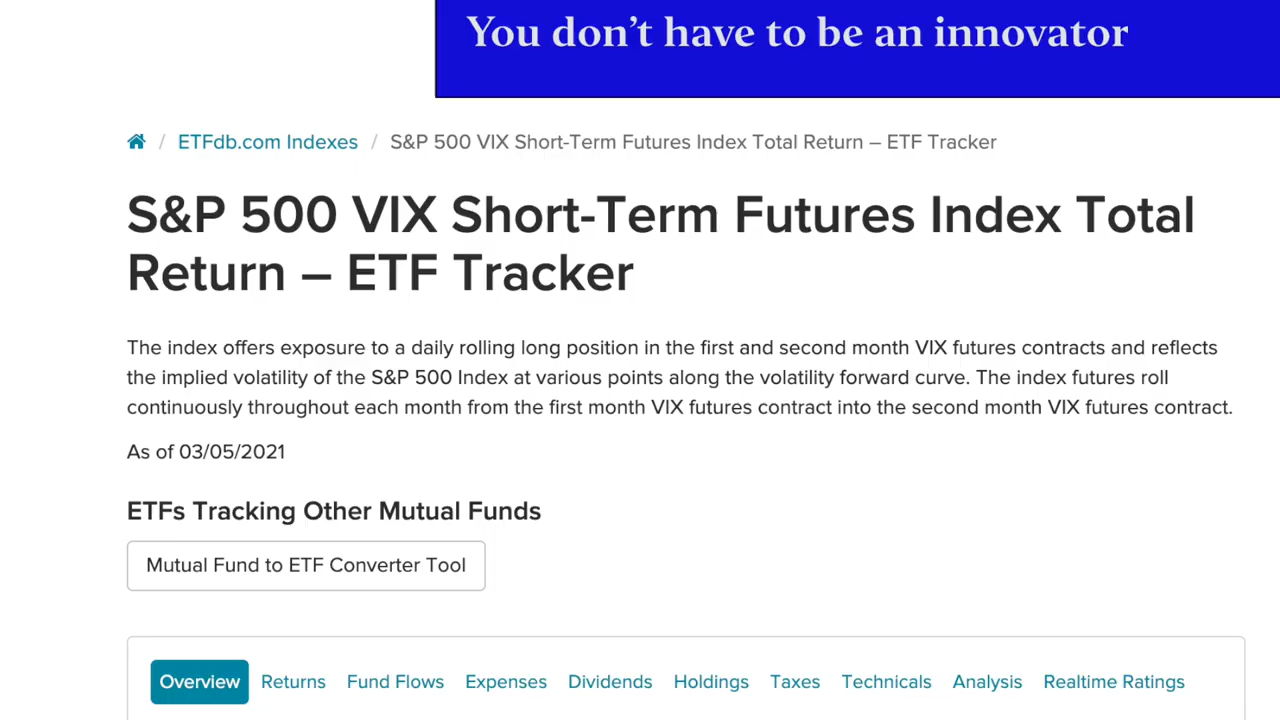 You don't have to be an innovator
/ ETFdb.com Indexes / S&P 500 VIX Short-Term Futures Index Total Return – ETF Tracker
S&P 500 VIX Short-Term Futures Index Total
Return – ETF Tracker
The index offers exposure to a daily rolling long position in the first and second month VIX futures contracts and reflects
the implied volatility of the S&P 500 Index at various points along the volatility forward curve. The index futures roll
continuously throughout each month from the first month VIX futures contract into the second month VIX futures contract.
As of 03/05/2021
ETFs Tracking Other Mutual Funds
Mutual Fund to ETF Converter Tool
Overview Returns Fund Flows Expenses Dividends Holdings Taxes Technicals Analysis Realtime Ratings